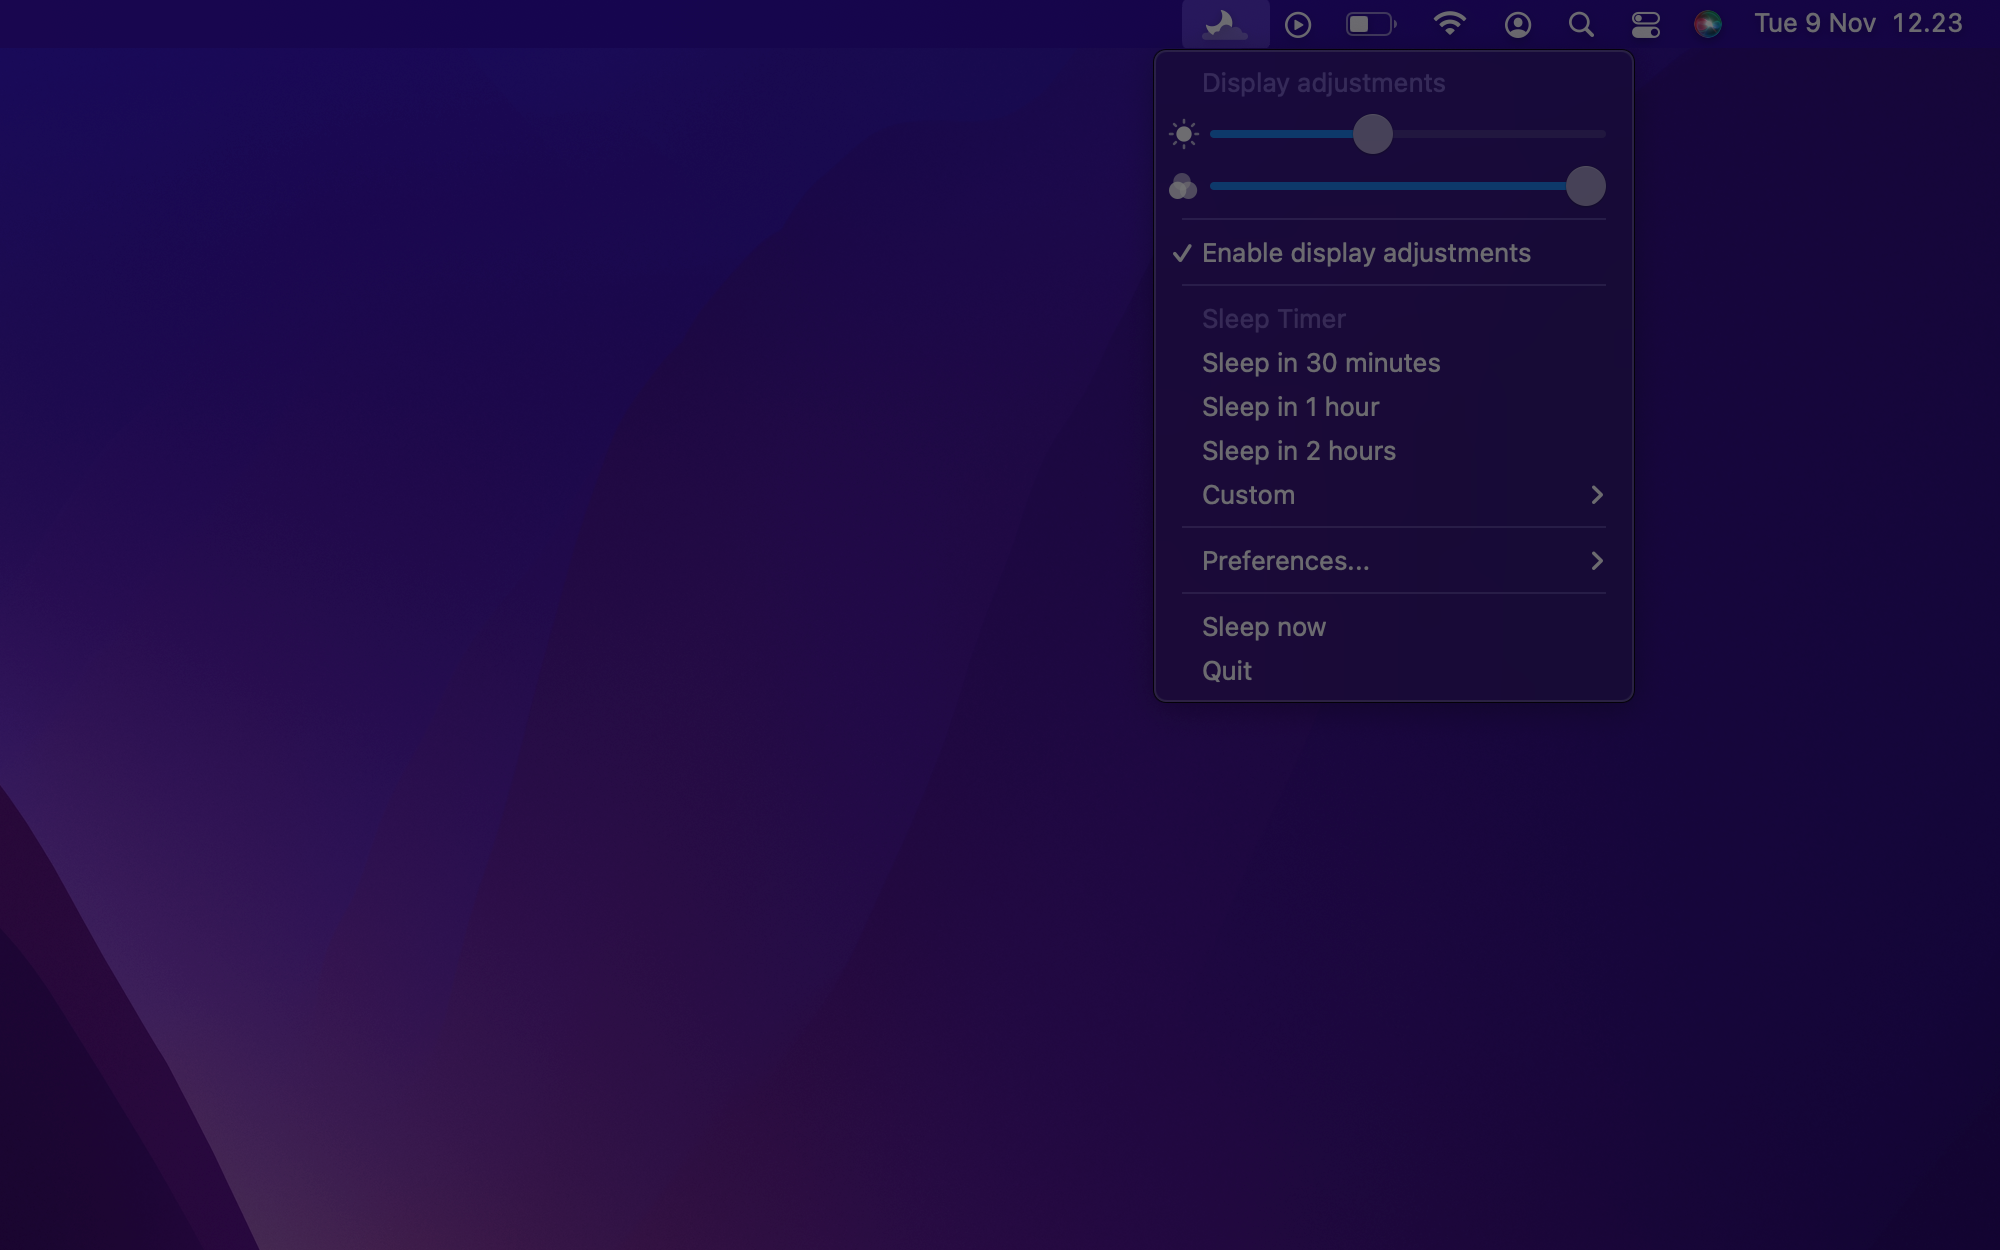 Tue 9 Nov 12.23
Display adjustments
Enable display adjustments
Sleep Timer
Sleep in 30 minutes
Sleep in 1 hour
Sleep in 2 hours
Custom
Preferences...
Sleep now
Quit